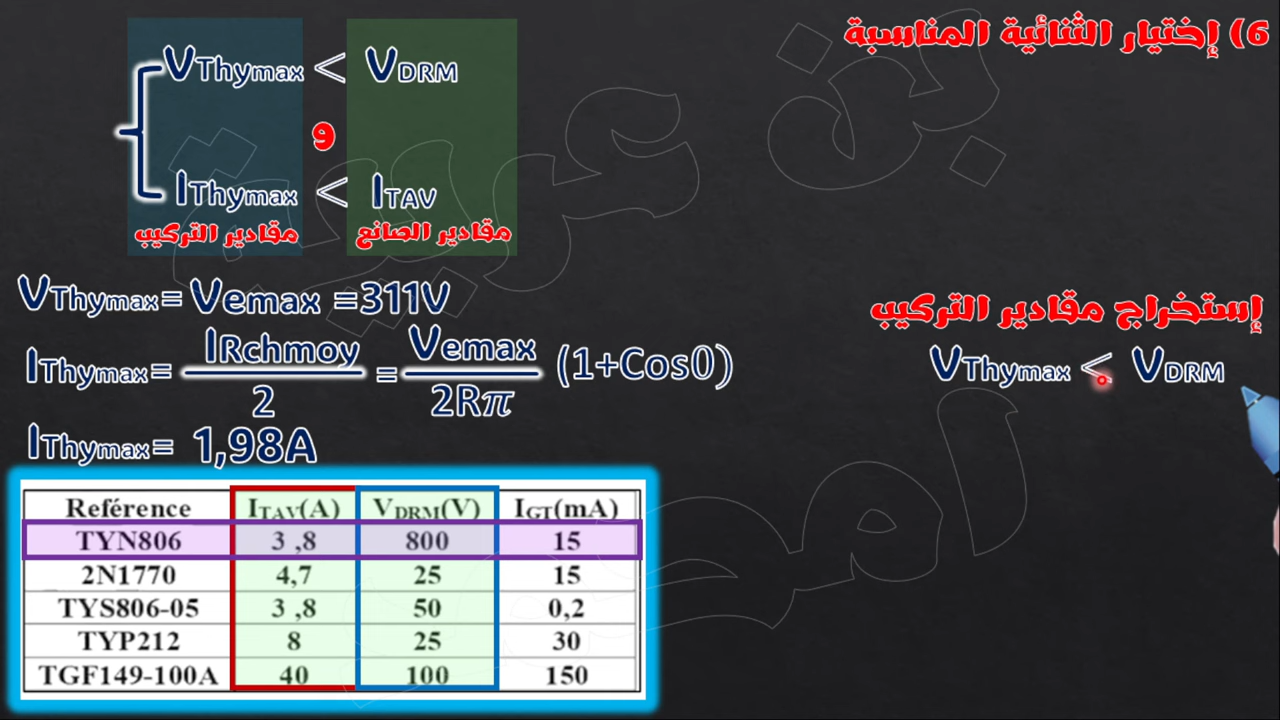 6) إختيار الثنائية المناسبة
VThymax < VDRM
و
IThymax < ITAV
مقادير التركيب مقادير الصانع
VThymax = Vemax = 311V
IThymax = IRchmoy / 2 = Vemax / 2Rπ (1+Cos0)
IThymax = 1,98A
إستخراج مقادير التركيب
VThymax < VDRM
Reférence ITAV(A) VDRM(V) IGT(mA)
TYN806 3 ,8 800 15
2N1770 4,7 25 15
TYS806-05 3 ,8 50 0,2
TYP212 8 25 30
TGF149-100A 40 100 150